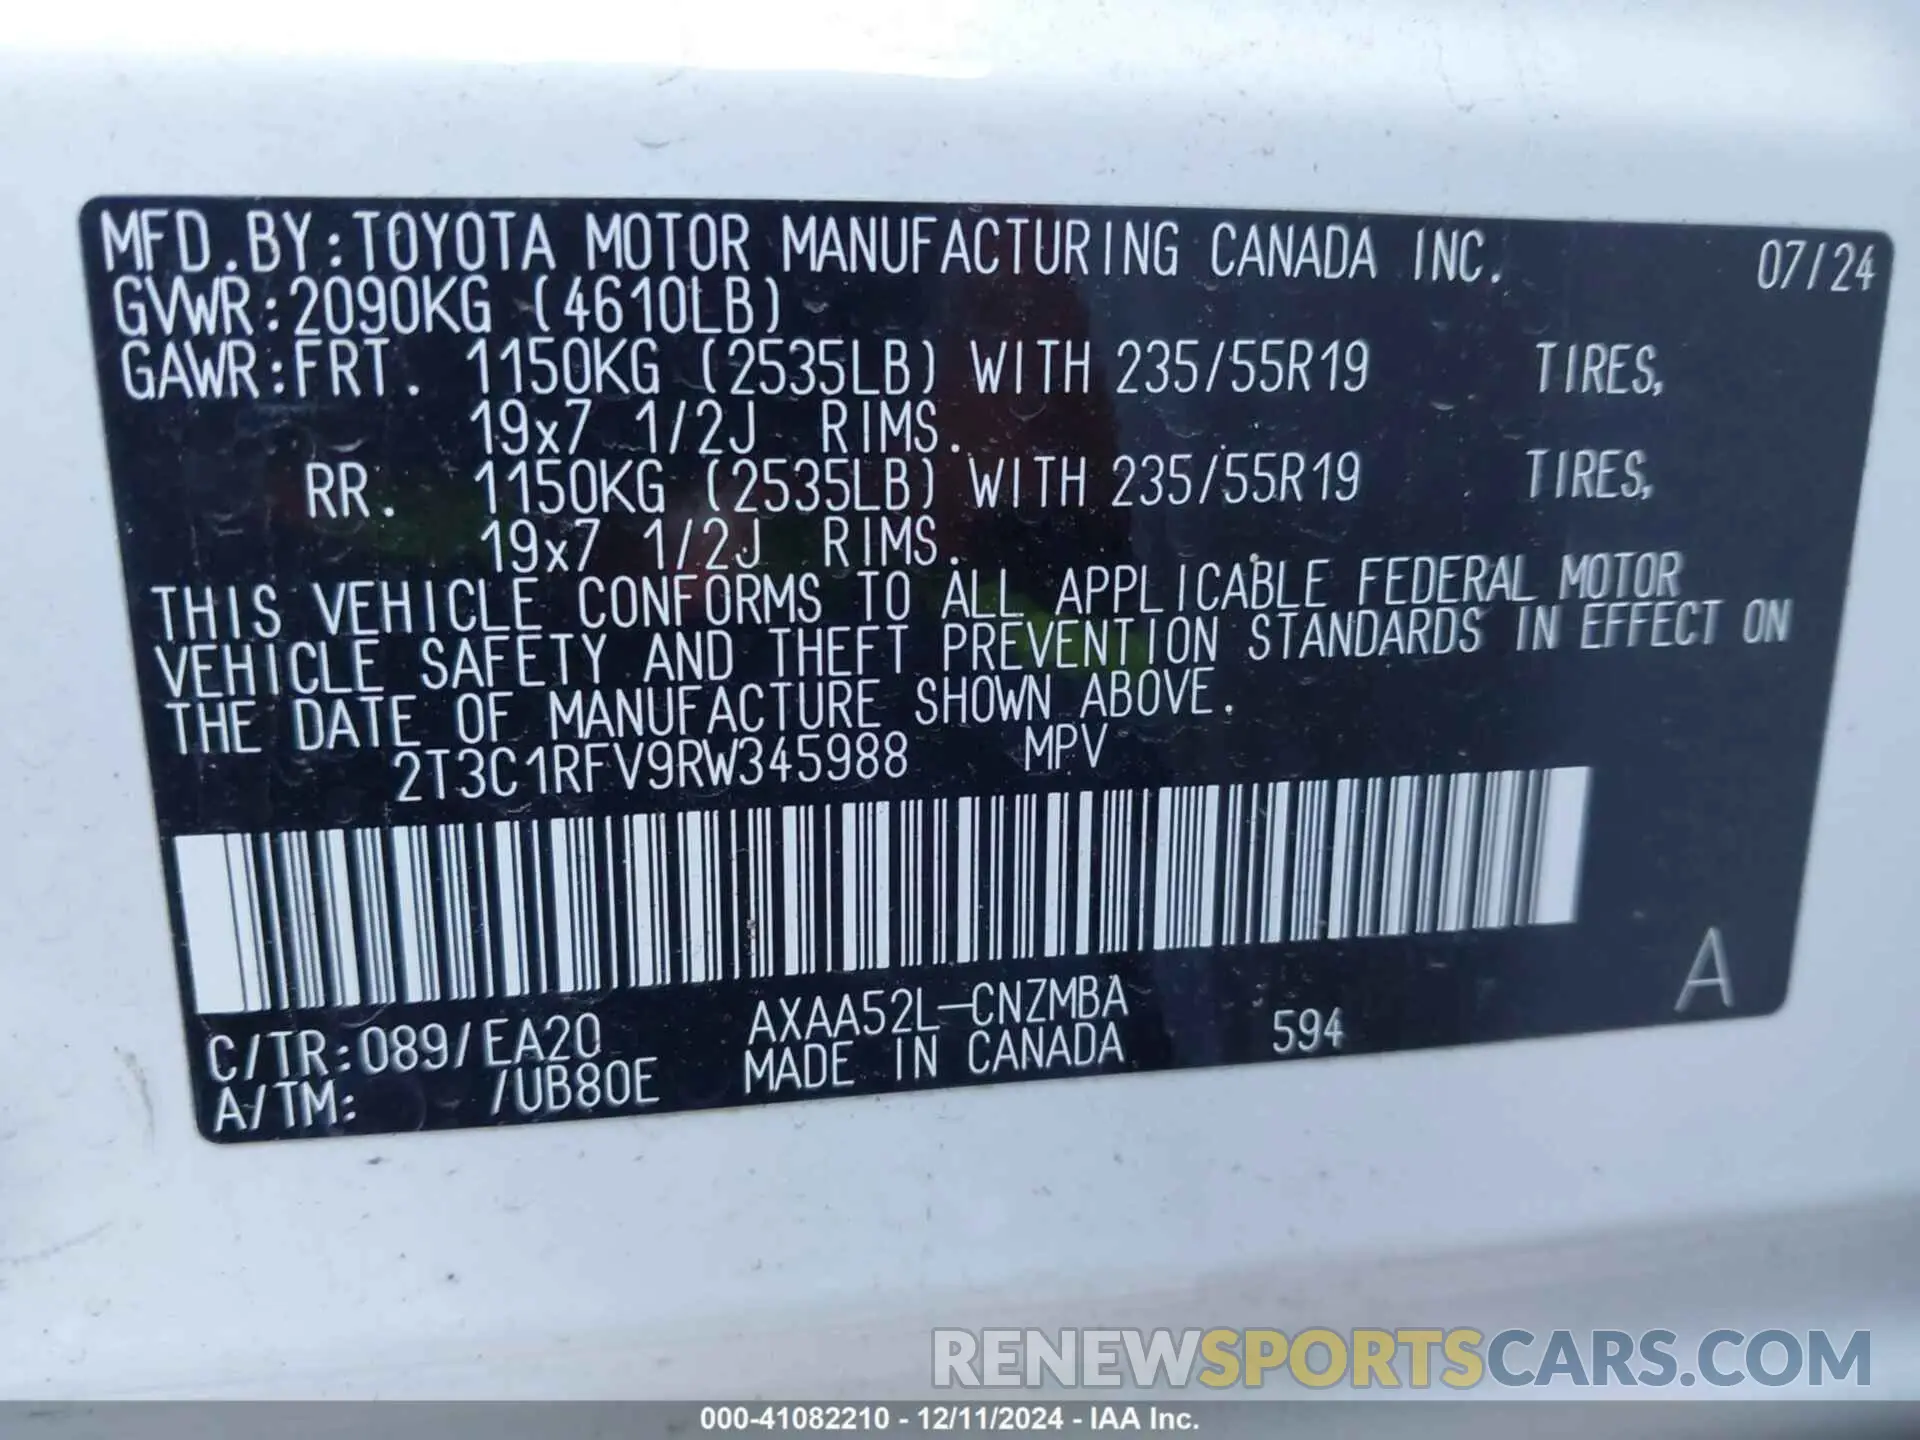 MFD.BY:TOYOTA MOTOR MANUFACTURING CANADA INC. 07/24
GVWR:2090KG (4610LB)
GAWR:FRT. 1150KG (2535LB) WITH 235/55R19 TIRES,
19x7 1/2J RIMS.
RR. 1150KG (2535LB) WITH 235/55R19 TIRES,
19x7 1/2J RIMS.
THIS VEHICLE CONFORMS TO ALL APPLICABLE FEDERAL MOTOR
VEHICLE SAFETY AND THEFT PREVENTION STANDARDS IN EFFECT ON
THE DATE OF MANUFACTURE SHOWN ABOVE.
2T3C1RFV9RW345988 MPV
C/TR:089/EA20 AXAA52L-CNZMBA 594 A
A/TM: /UB80E MADE IN CANADA
RENEWSPORTSCARS.COM
000-41082210 - 12/11/2024 - IAA Inc.